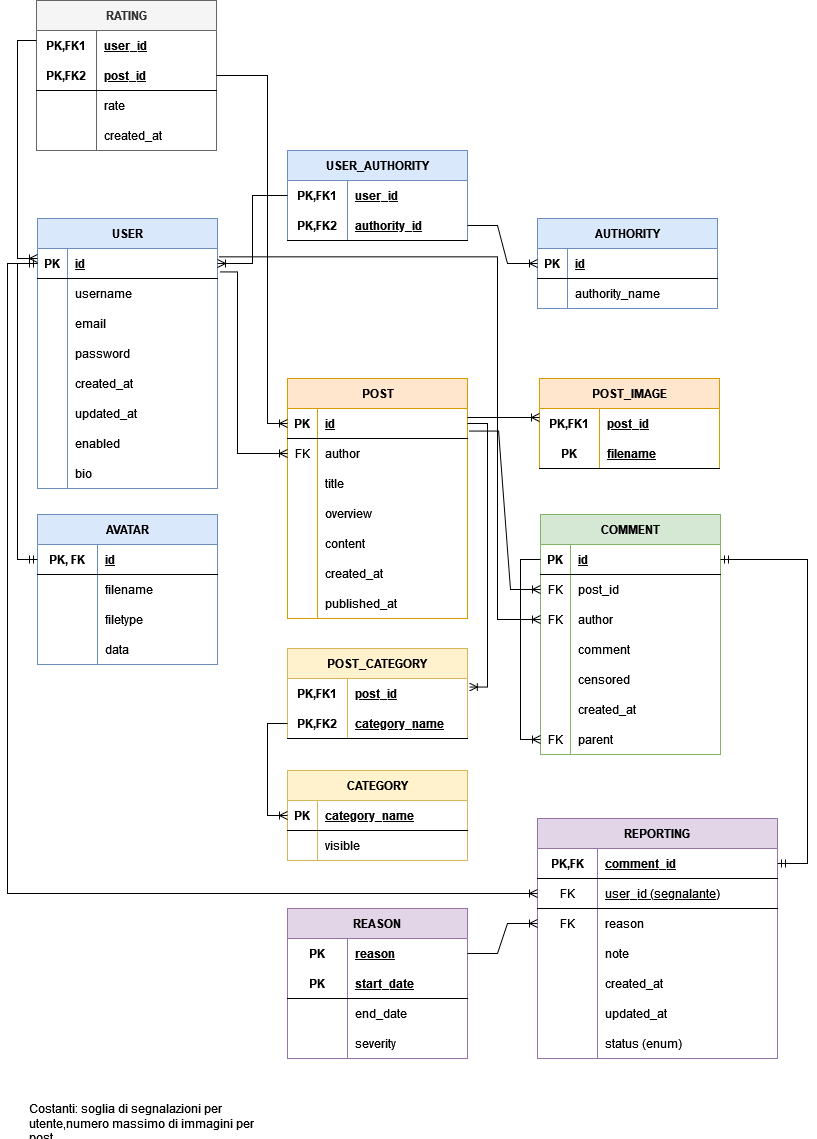 RATING
PK,FK1 user_id
PK,FK2 post_id
rate
created_at
USER_AUTHORITY
PK,FK1 user_id
PK,FK2 authority_id
USER
PK id
username
email
password
created_at
updated_at
enabled
bio
AUTHORITY
PK id
authority_name
POST
PK id
FK author
title
overview
content
created_at
published_at
POST_IMAGE
PK,FK1 post_id
PK filename
AVATAR
PK, FK id
filename
filetype
data
COMMENT
PK id
FK post_id
FK author
comment
censored
created_at
FK parent
POST_CATEGORY
PK,FK1 post_id
PK,FK2 category_name
CATEGORY
PK category_name
visible
REPORTING
PK,FK comment_id
FK user_id (segnalante)
FK reason
note
created_at
updated_at
status (enum)
REASON
PK reason
PK start_date
end_date
severity
Costanti: soglia di segnalazioni per
utente,numero massimo di immagini per
post